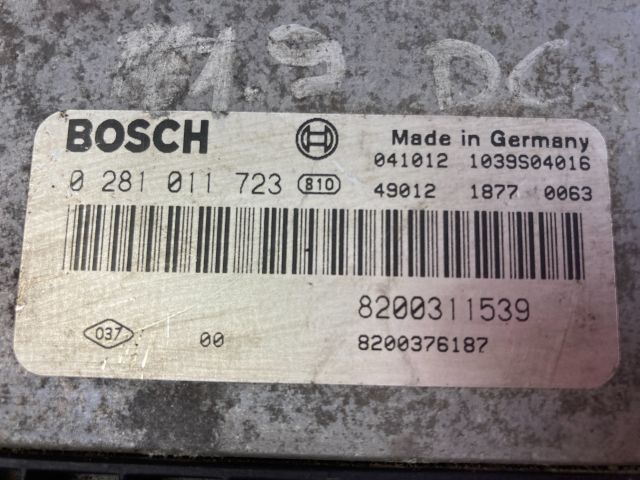 #1.9 DC
BOSCH Made in Germany
041012 1039S04016
0 281 011 723 810 49012 1877 0063
8200311539
037 00 8200376187